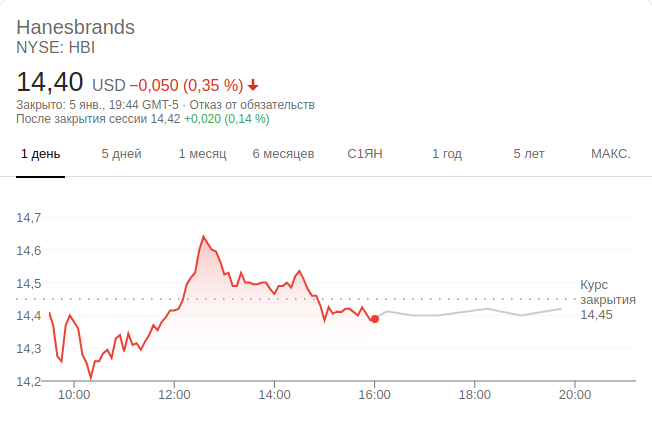 Hanesbrands
NYSE: HBI
14,40 USD −0,050 (0,35 %)
Закрыто: 5 янв., 19:44 GMT-5 · Отказ от обязательств
После закрытия сессии 14,42 +0,020 (0,14 %)
1 день 5 дней 1 месяц 6 месяцев С1ЯН 1 год 5 лет МАКС.
14,7
14,6
14,5
Курс
закрытия
14,45
14,4
14,3
14,2
10:00 12:00 14:00 16:00 18:00 20:00